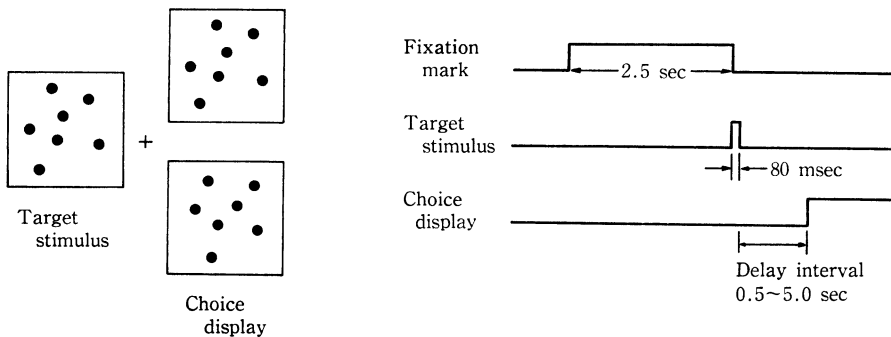 Target
stimulus
+
Choice
display
Fixation
mark
2.5 sec
Target
stimulus
80 msec
Choice
display
Delay interval
0.5~5.0 sec